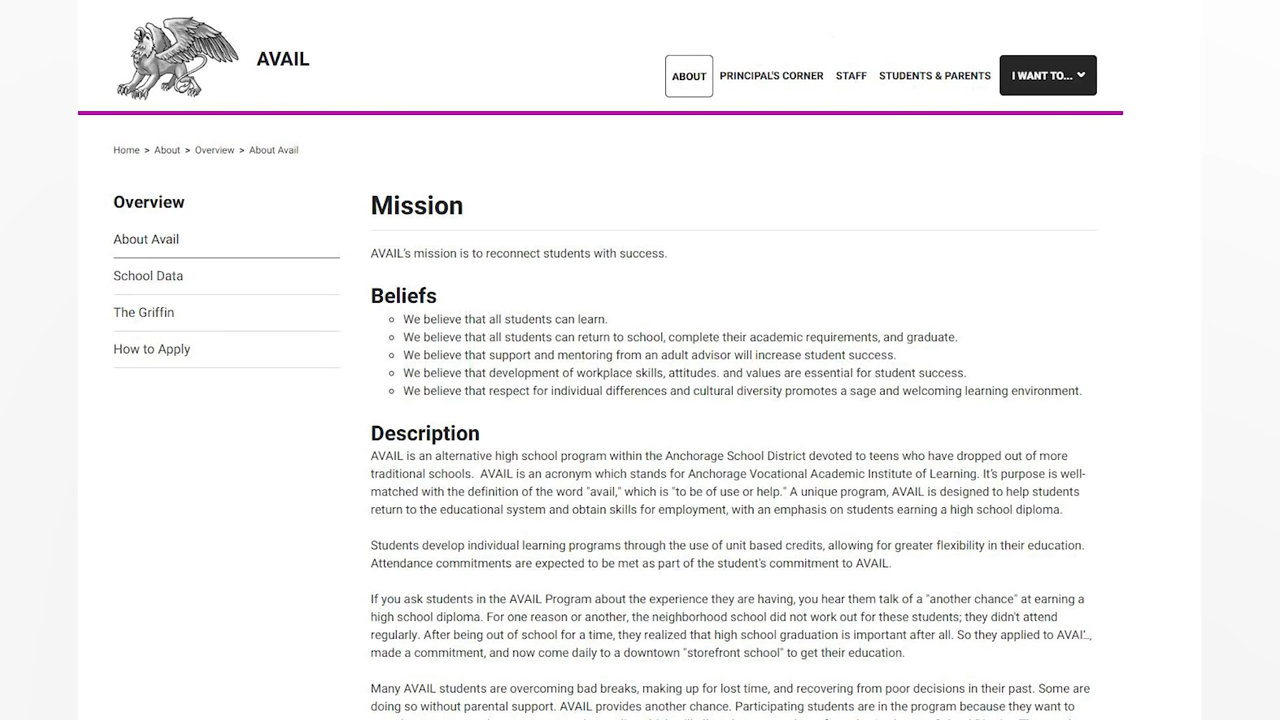 AVAIL
ABOUT PRINCIPAL'S CORNER STAFF STUDENTS & PARENTS I WANT TO...
Home > About > Overview > About Avail
Overview
About Avail
School Data
The Griffin
How to Apply
Mission
AVAIL's mission is to reconnect students with success.
Beliefs
We believe that all students can learn.
We believe that all students can return to school, complete their academic requirements, and graduate.
We believe that support and mentoring from an adult advisor will increase student success.
We believe that development of workplace skills, attitudes. and values are essential for student success.
We believe that respect for individual differences and cultural diversity promotes a sage and welcoming learning environment.
Description
AVAIL is an alternative high school program within the Anchorage School District devoted to teens who have dropped out of more
traditional schools. AVAIL is an acronym which stands for Anchorage Vocational Academic Institute of Learning. It's purpose is well-
matched with the definition of the word "avail," which is "to be of use or help." A unique program, AVAIL is designed to help students
return to the educational system and obtain skills for employment, with an emphasis on students earning a high school diploma.
Students develop individual learning programs through the use of unit based credits, allowing for greater flexibility in their education.
Attendance commitments are expected to be met as part of the student's commitment to AVAIL.
If you ask students in the AVAIL Program about the experience they are having, you hear them talk of a "another chance" at earning a
high school diploma. For one reason or another, the neighborhood school did not work out for these students; they didn't attend
regularly. After being out of school for a time, they realized that high school graduation is important after all. So they applied to AVAIL,
made a commitment, and now come daily to a downtown "storefront school" to get their education.
Many AVAIL students are overcoming bad breaks, making up for lost time, and recovering from poor decisions in their past. Some are
doing so without parental support. AVAIL provides another chance. Participating students are in the program because they want to